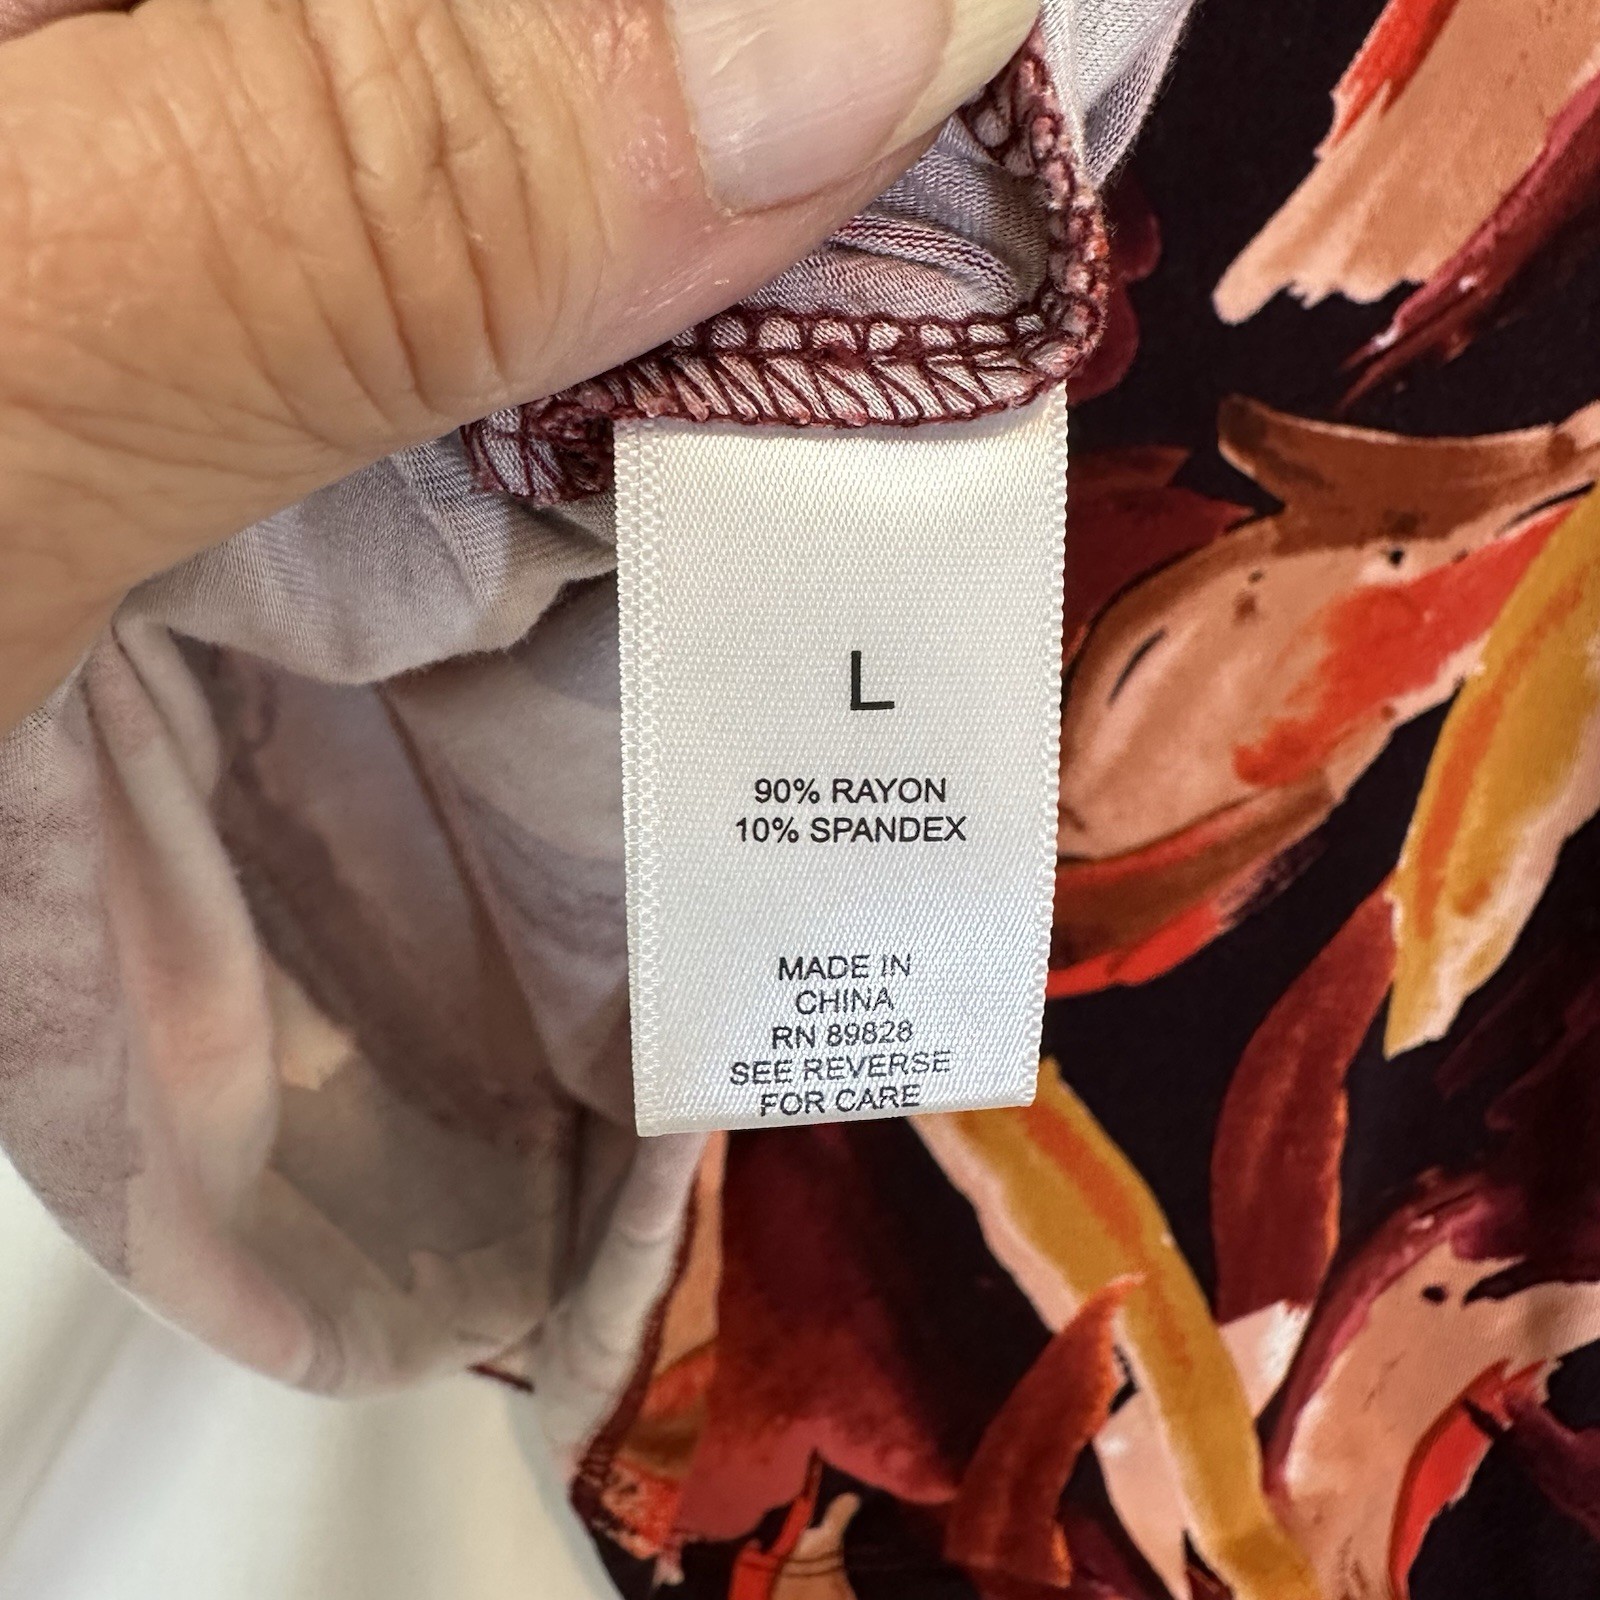 L
90% RAYON
10% SPANDEX
MADE IN
CHINA
RN 89828
SEE REVERSE
FOR CARE